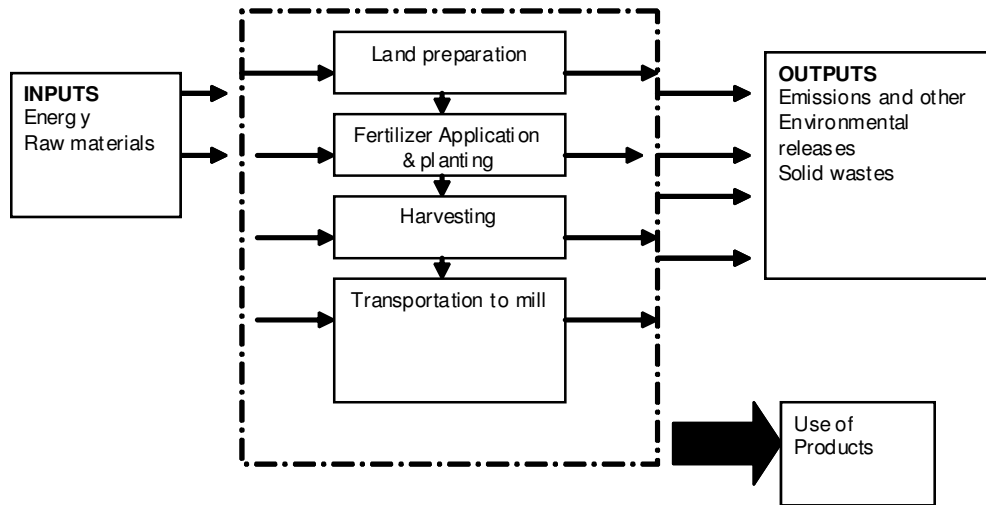 INPUTS
Energy
Raw materials
Land preparation
Fertilizer Application
& planting
Harvesting
Transportation to mill
OUTPUTS
Emissions and other
Environmental
releases
Solid wastes
Use of
Products